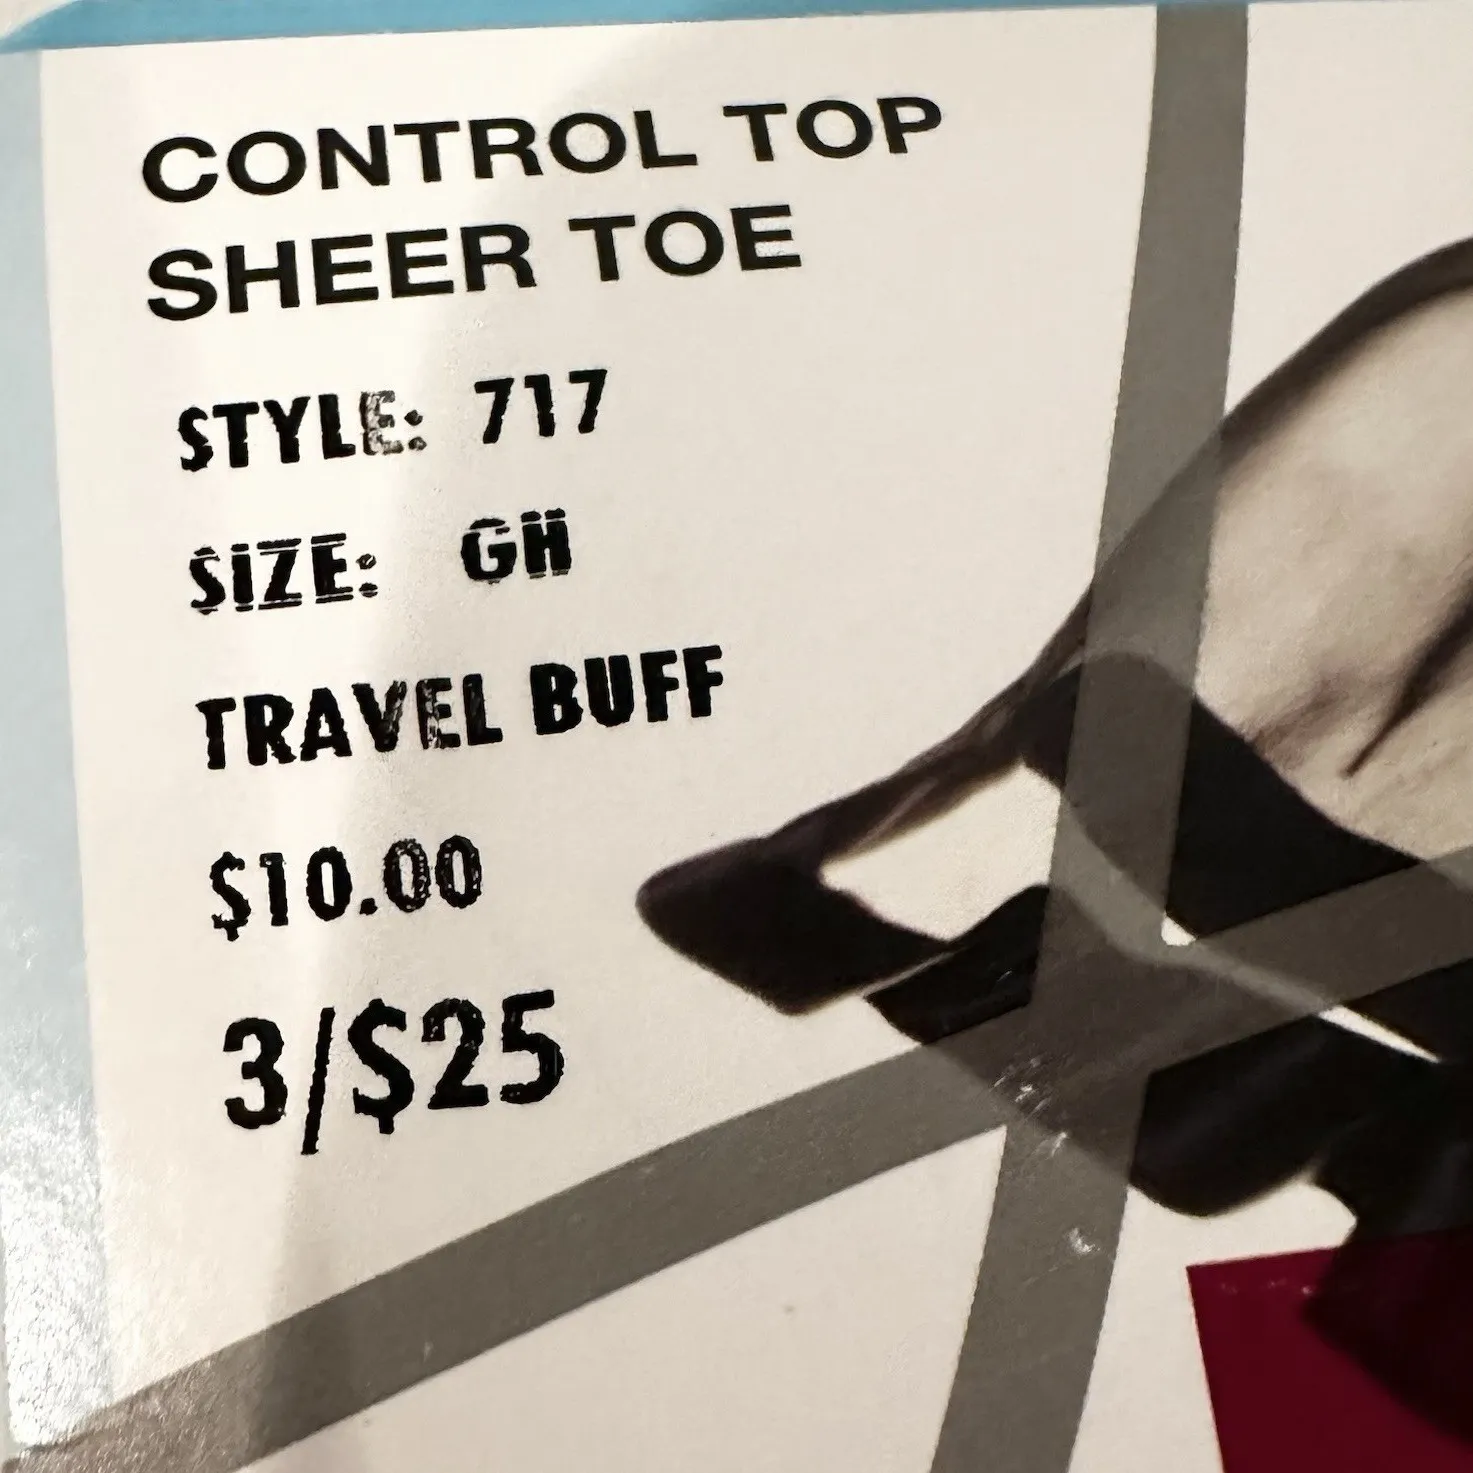 CONTROL TOP
SHEER TOE
STYLE: 717
SIZE: GH
TRAVEL BUFF
$10.00
3/$25